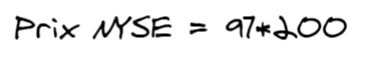 Prix NYSE = 97*200